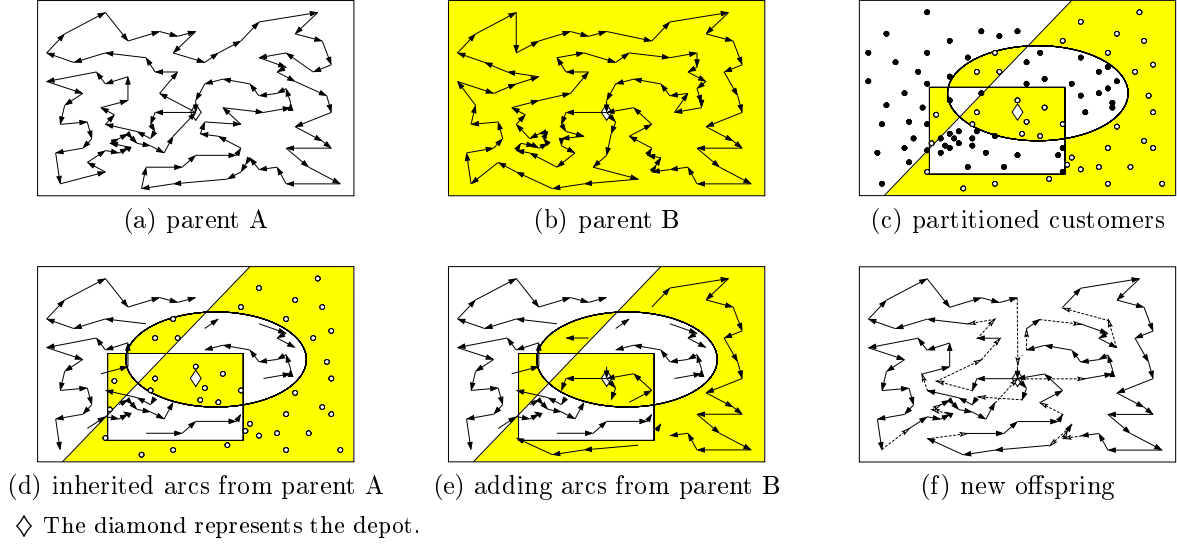 (a) parent A
(b) parent B
(c) partitioned customers
(d) inherited arcs from parent A
(e) adding arcs from parent B
(f) new offspring
The diamond represents the depot.